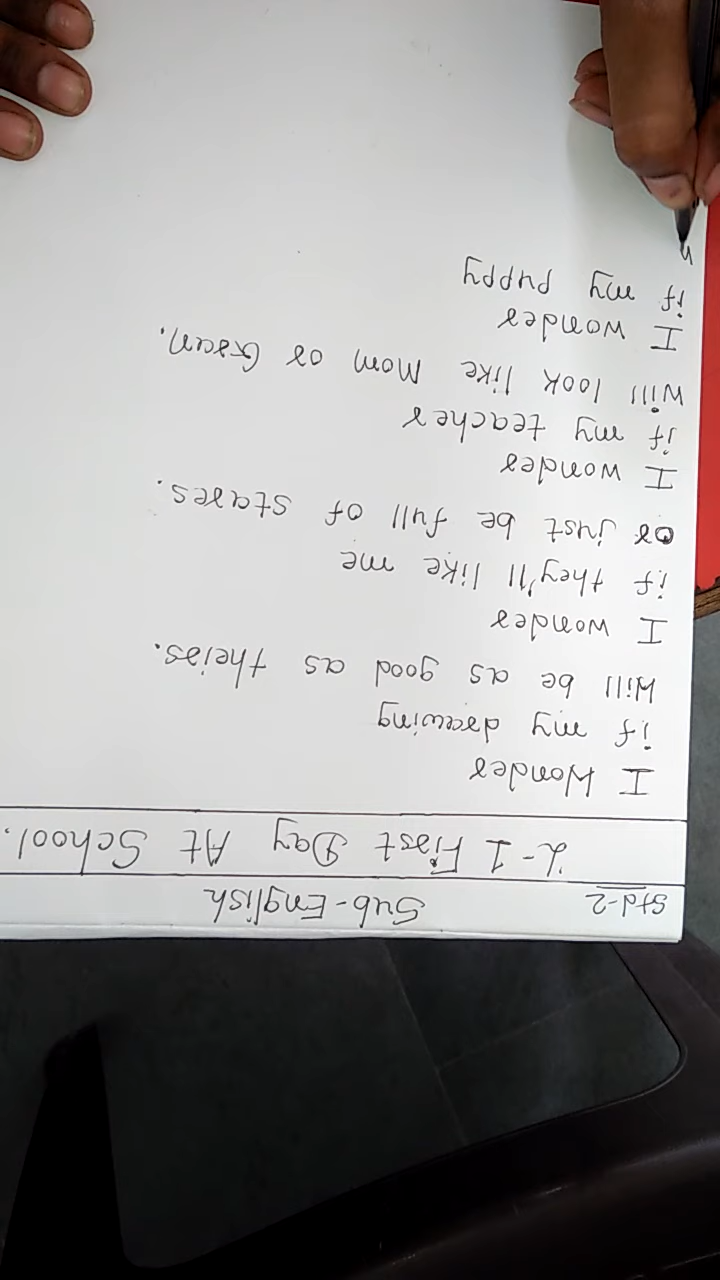 Std-2 Sub-English
L-1 First Day At School.
I Wonder
if my drewing
Will be as good as theirs.
I wonder
if they'll like me
or just be full of stares.
I wonder
if my teacher
will look like Mom or Gran.
I wonder
if my puppy
w